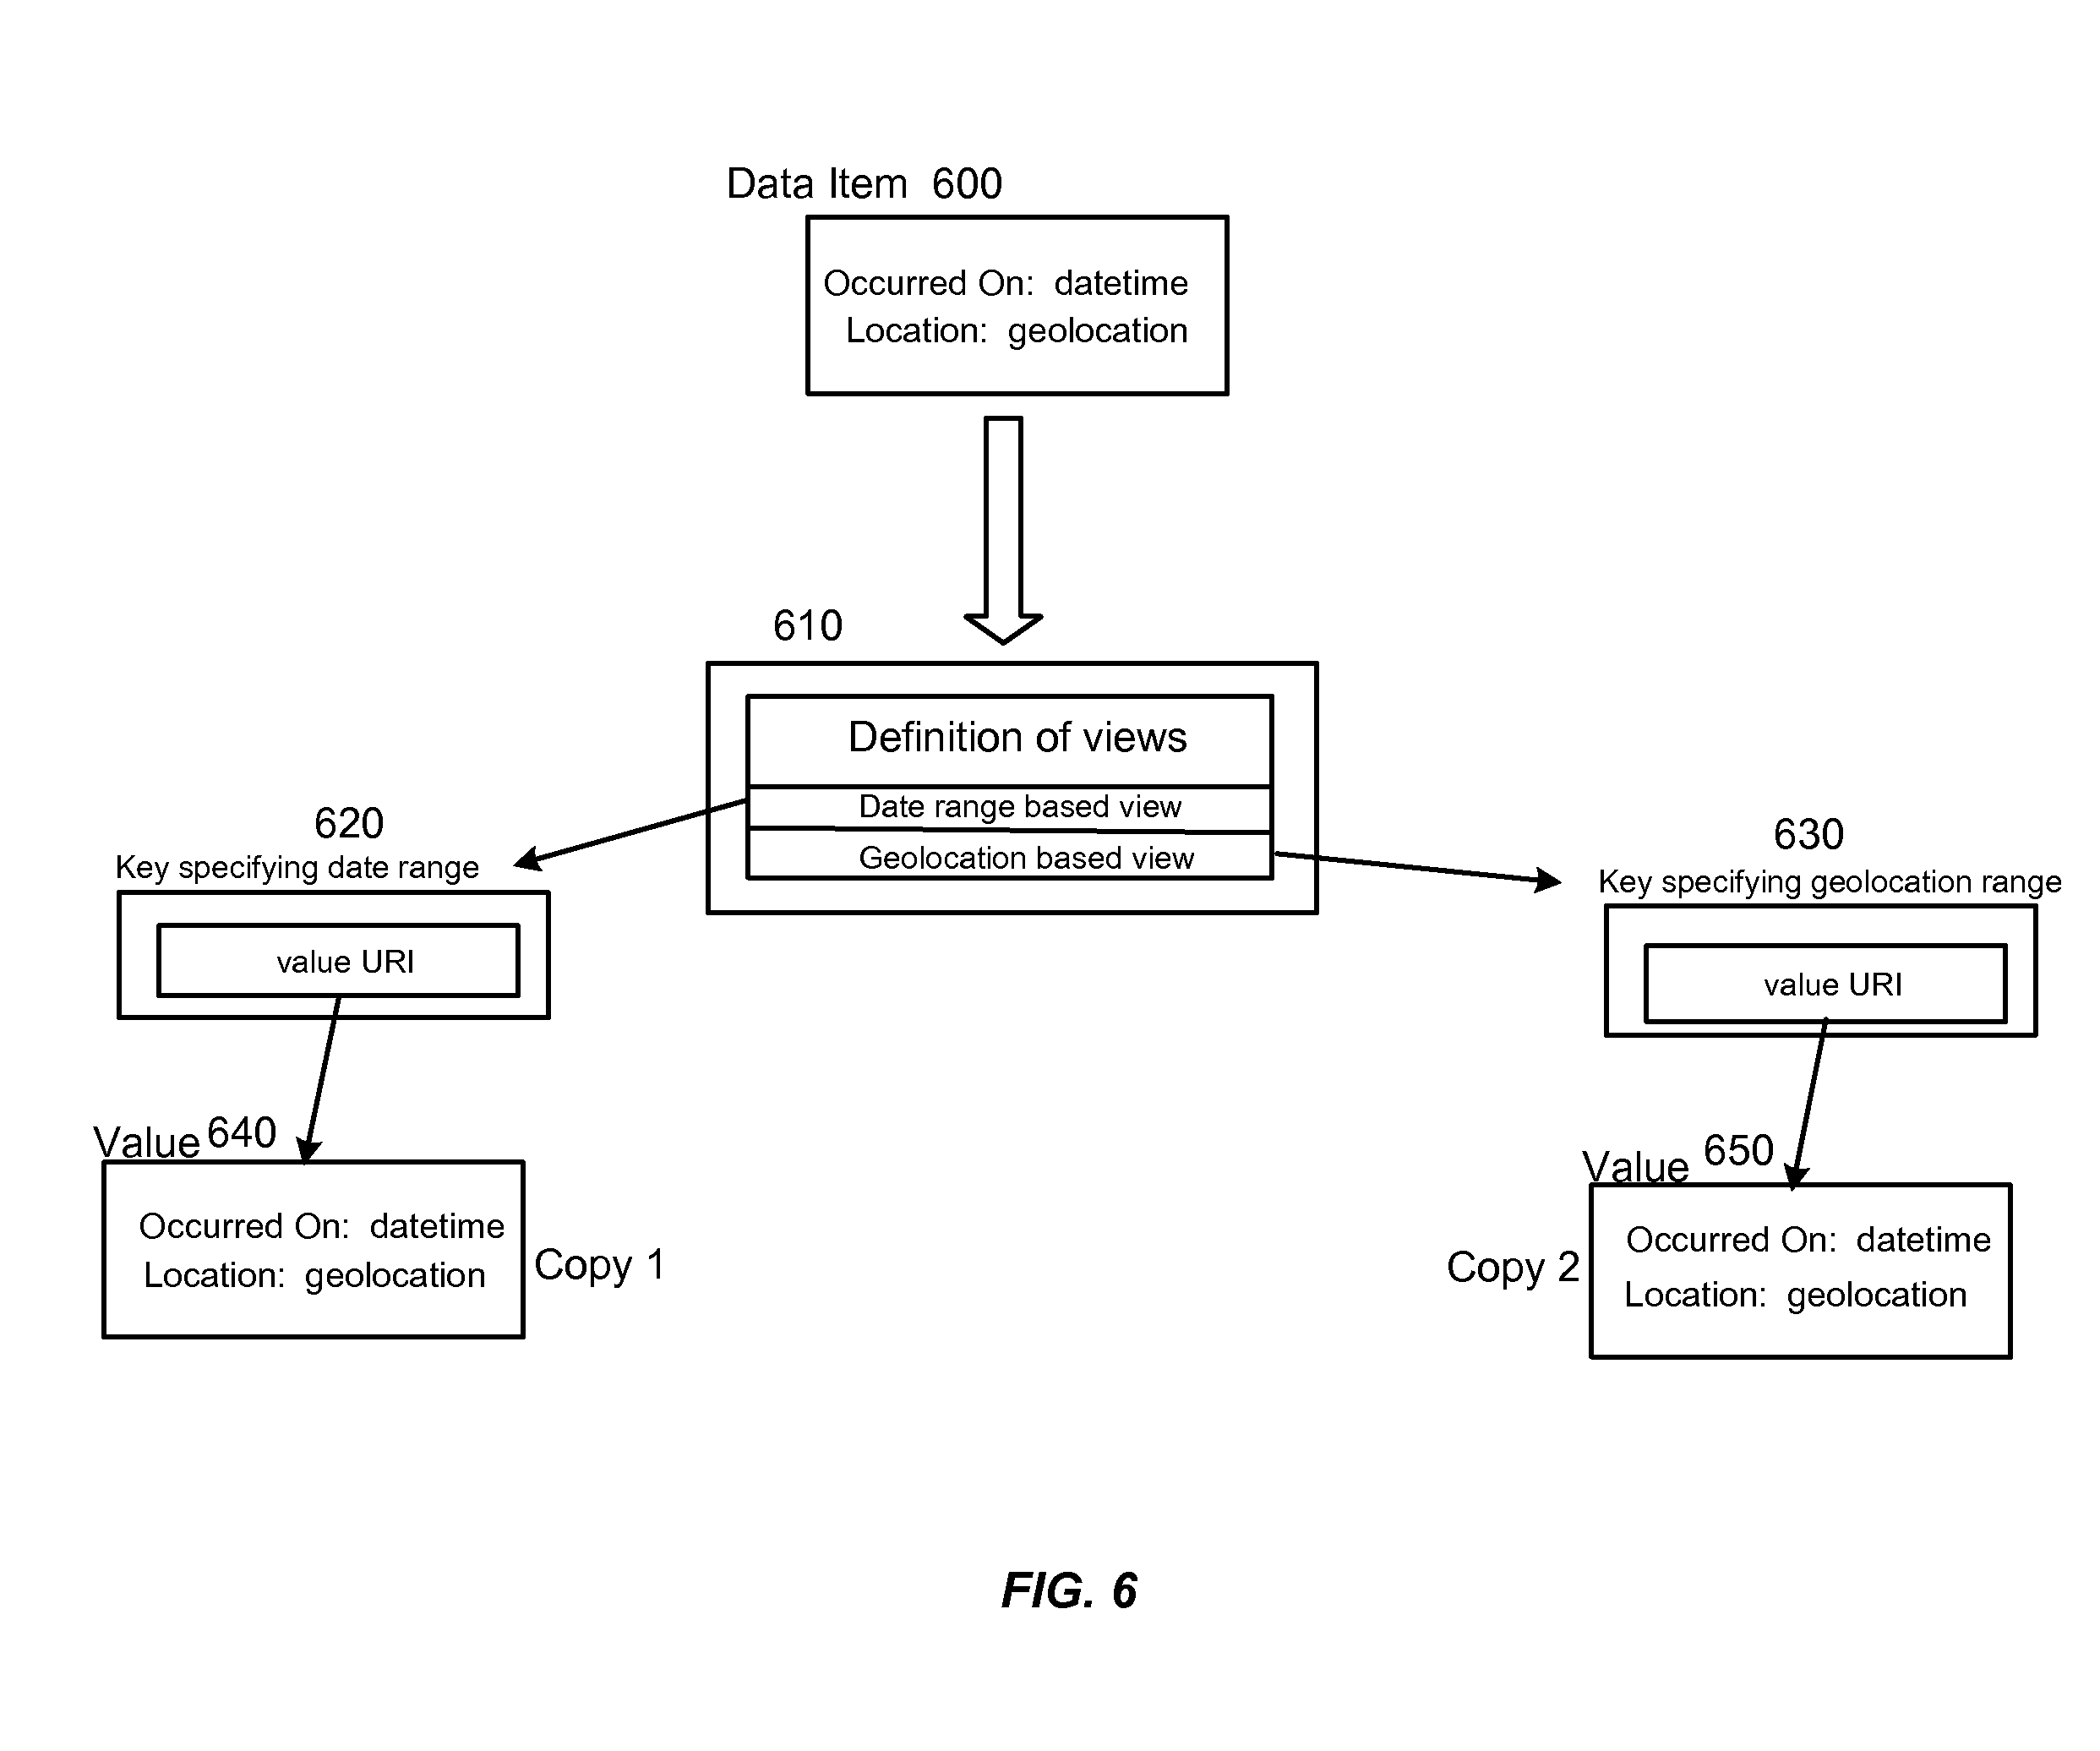 Data Item 600
Occurred On: datetime
Location: geolocation
610
Definition of views
Date range based view
Geolocation based view
620
Key specifying date range
value URI
630
Key specifying geolocation range
value URI
Value 640
Occurred On: datetime
Location: geolocation
Copy 1
Value 650
Occurred On: datetime
Location: geolocation
Copy 2
FIG. 6